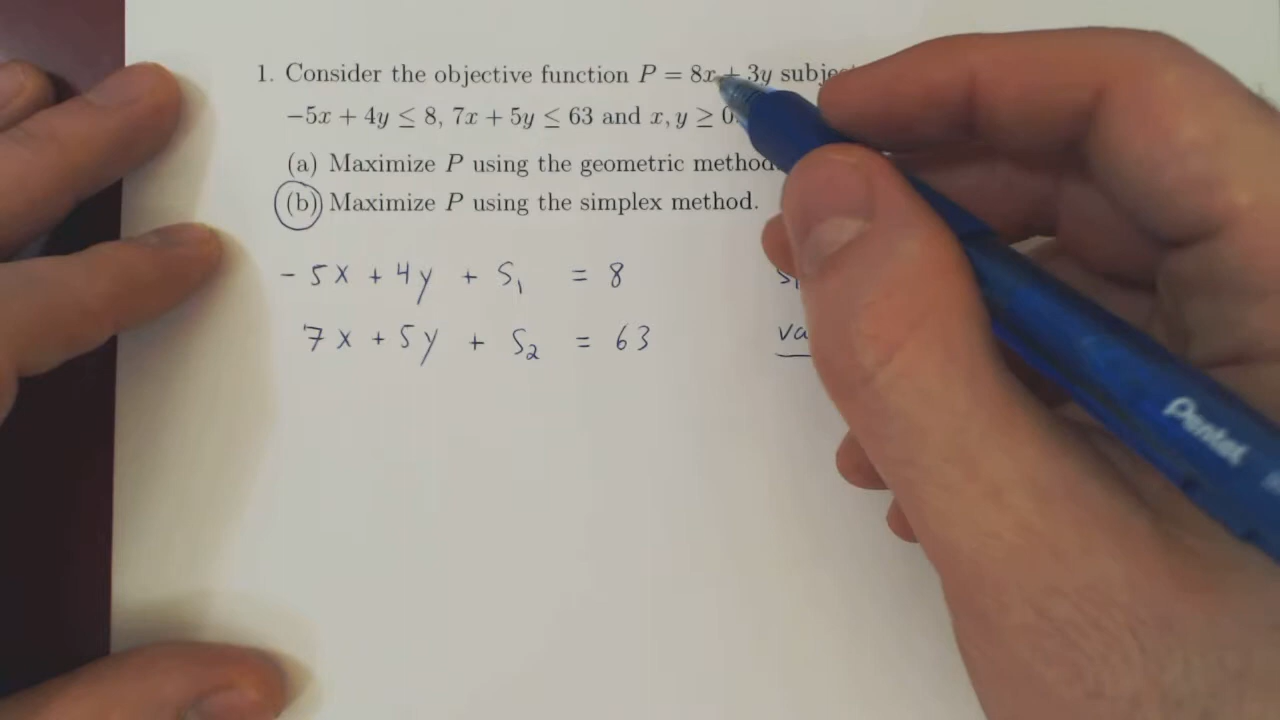 1. Consider the objective function P = 8x + 3y
−5x + 4y ≤ 8, 7x + 5y ≤ 63 and x, y ≥ 0
(a) Maximize P using the geometric method
(b) Maximize P using the simplex method.
- 5x + 4y + S₁ = 8
7x + 5y + S₂ = 63
Pentel